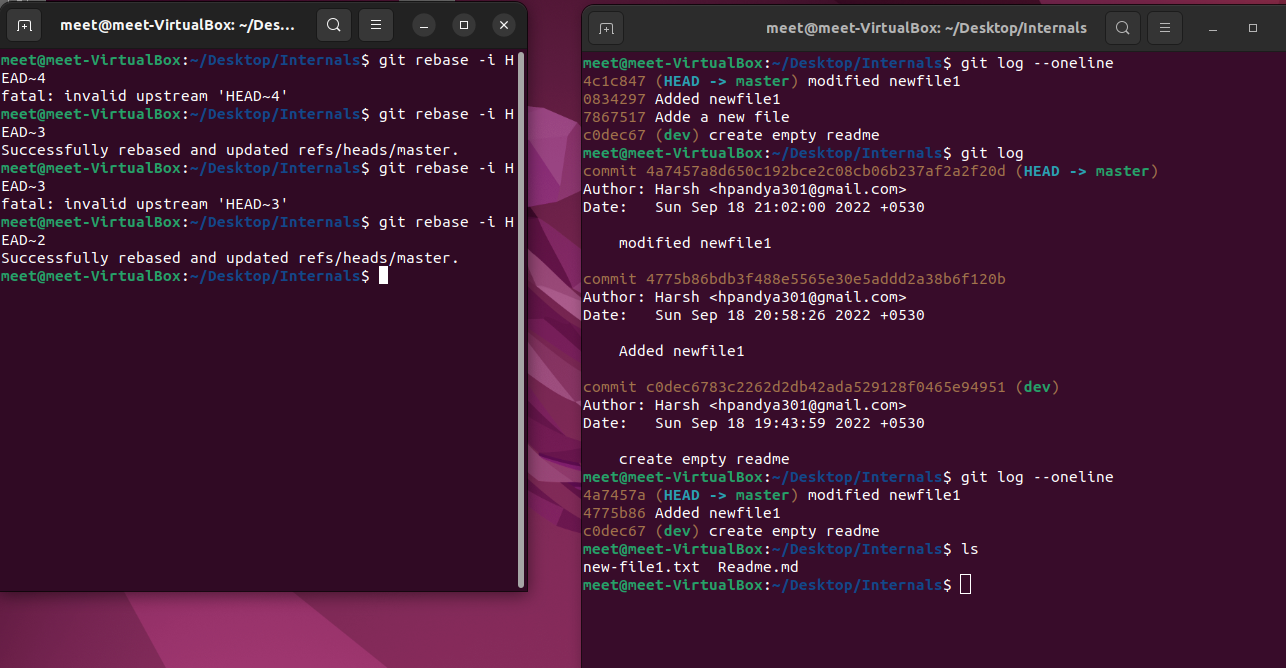 meet@meet-VirtualBox: ~/Des...
meet@meet-VirtualBox:~/Desktop/Internals$ git rebase -i H
EAD~4
fatal: invalid upstream 'HEAD~4'
meet@meet-VirtualBox:~/Desktop/Internals$ git rebase -i H
EAD~3
Successfully rebased and updated refs/heads/master.
meet@meet-VirtualBox:~/Desktop/Internals$ git rebase -i H
EAD~3
fatal: invalid upstream 'HEAD~3'
meet@meet-VirtualBox:~/Desktop/Internals$ git rebase -i H
EAD~2
Successfully rebased and updated refs/heads/master.
meet@meet-VirtualBox:~/Desktop/Internals$
meet@meet-VirtualBox: ~/Desktop/Internals
meet@meet-VirtualBox:~/Desktop/Internals$ git log --oneline
4c1c847 (HEAD -> master) modified newfile1
0834297 Added newfile1
7867517 Adde a new file
c0dec67 (dev) create empty readme
meet@meet-VirtualBox:~/Desktop/Internals$ git log
commit 4a7457a8d650c192bce2c08cb06b237af2a2f20d (HEAD -> master)
Author: Harsh <hpandya301@gmail.com>
Date:   Sun Sep 18 21:02:00 2022 +0530
    modified newfile1
commit 4775b86bdb3f488e5565e30e5addd2a38b6f120b
Author: Harsh <hpandya301@gmail.com>
Date:   Sun Sep 18 20:58:26 2022 +0530
    Added newfile1
commit c0dec6783c2262d2db42ada529128f0465e94951 (dev)
Author: Harsh <hpandya301@gmail.com>
Date:   Sun Sep 18 19:43:59 2022 +0530
    create empty readme
meet@meet-VirtualBox:~/Desktop/Internals$ git log --oneline
4a7457a (HEAD -> master) modified newfile1
4775b86 Added newfile1
c0dec67 (dev) create empty readme
meet@meet-VirtualBox:~/Desktop/Internals$ ls
new-file1.txt  Readme.md
meet@meet-VirtualBox:~/Desktop/Internals$